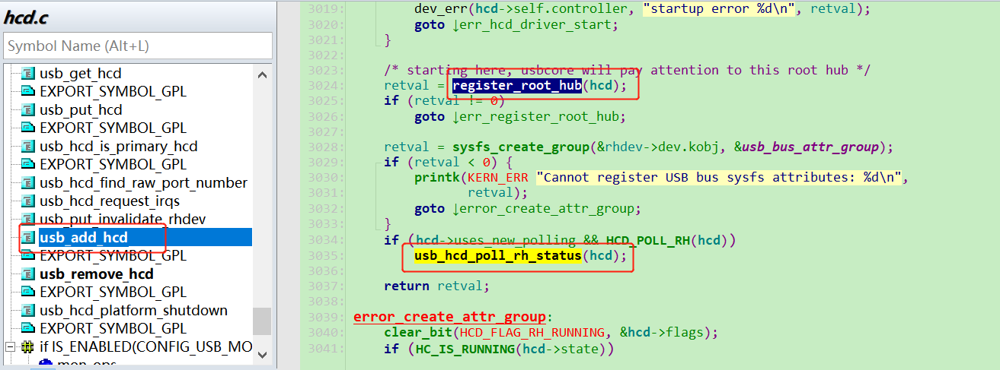 hcd.c
Symbol Name (Alt+L)
usb_get_hcd
EXPORT_SYMBOL_GPL
usb_put_hcd
EXPORT_SYMBOL_GPL
usb_hcd_is_primary_hcd
EXPORT_SYMBOL_GPL
usb_hcd_find_raw_port_number
usb_hcd_request_irqs
usb_put_invalidate_rhdev
usb_add_hcd
EXPORT_SYMBOL_GPL
usb_remove_hcd
EXPORT_SYMBOL_GPL
usb_hcd_platform_shutdown
EXPORT_SYMBOL_GPL
if IS_ENABLED(CONFIG_USB_MO
mon_ops
3019: dev_err(hcd->self.controller, "startup error %d\n", retval);
3020: goto ↓err_hcd_driver_start;
3021: }
3022:
3023: /* starting here, usbcore will pay attention to this root hub */
3024: retval = register_root_hub(hcd);
3025: if (retval != 0)
3026: goto ↓err_register_root_hub;
3027:
3028: retval = sysfs_create_group(&rhdev->dev.kobj, &usb_bus_attr_group);
3029: if (retval < 0) {
3030: printk(KERN_ERR "Cannot register USB bus sysfs attributes: %d\n",
3031: retval);
3032: goto ↓error_create_attr_group;
3033: }
3034: if (hcd->uses_new_polling && HCD_POLL_RH(hcd))
3035: usb_hcd_poll_rh_status(hcd);
3036:
3037: return retval;
3038:
3039: error_create_attr_group:
3040: clear_bit(HCD_FLAG_RH_RUNNING, &hcd->flags);
3041: if (HC_IS_RUNNING(hcd->state))